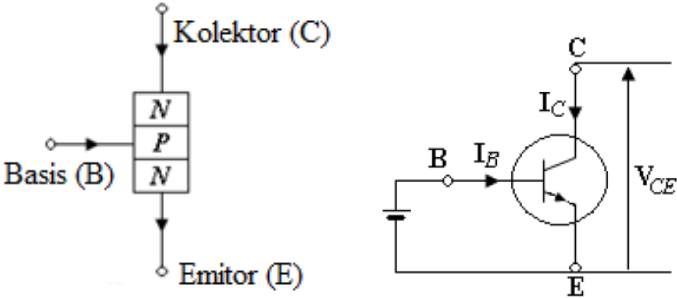 Kolektor (C)
N
P
N
Basis (B)
Emitor (E)
C
I_C
B
I_B
V_CE
E